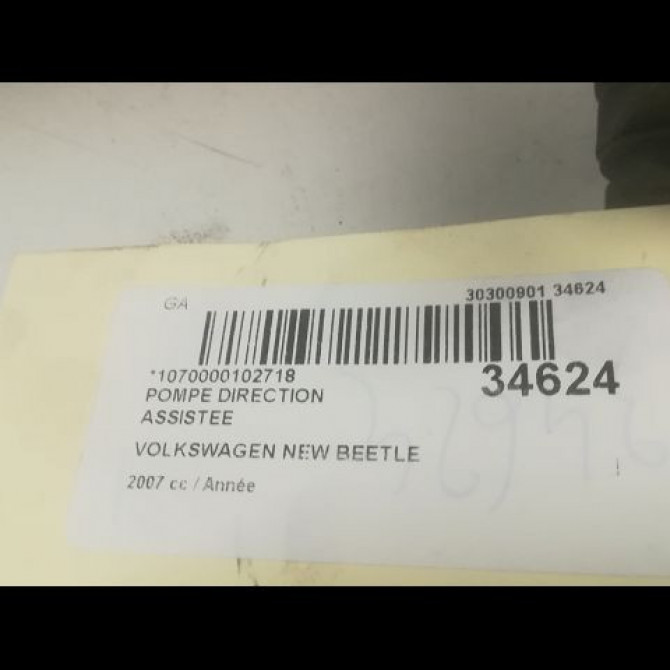 GA
30300901 34624
*1070000102718
34624
POMPE DIRECTION
ASSISTEE
VOLKSWAGEN NEW BEETLE
2007 cc / Année